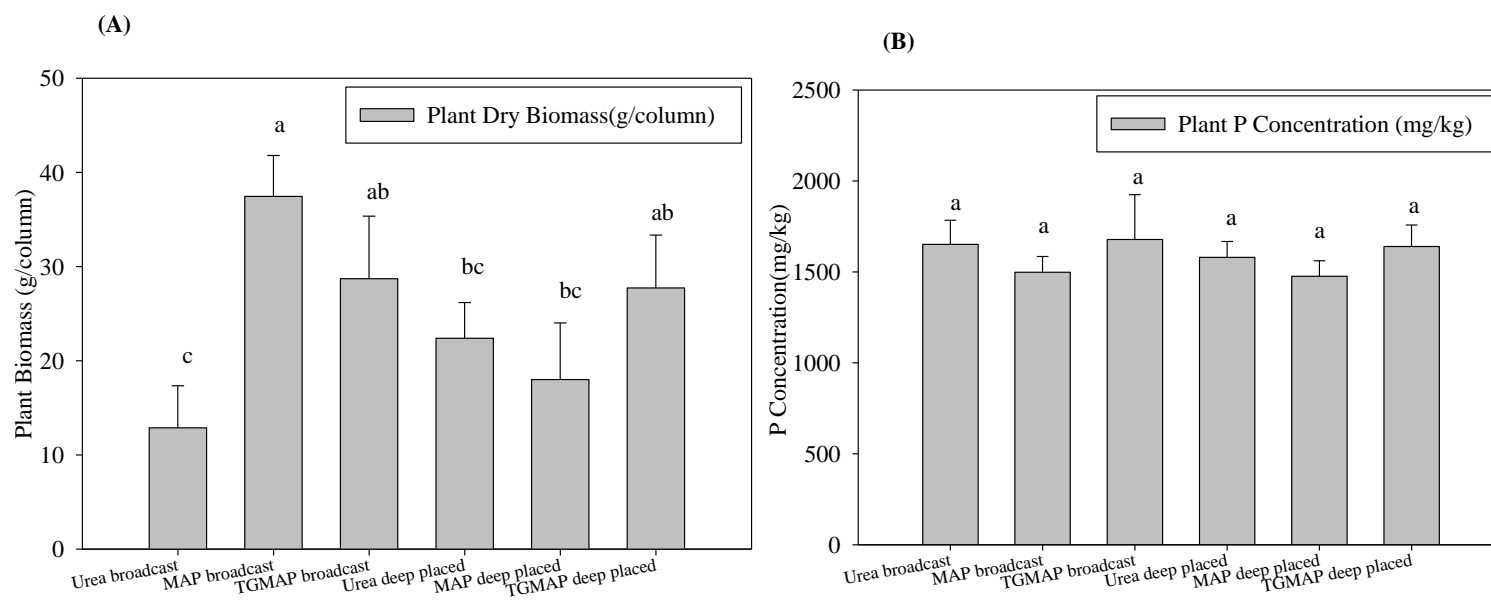 (A)
Plant Dry Biomass(g/column)
Plant Biomass (g/column)
50
40
30
20
10
0
c
a
ab
bc
bc
ab
Urea broadcast
MAP broadcast
TGMAP broadcast
Urea deep placed
MAP deep placed
TGMAP deep placed
(B)
Plant P Concentration (mg/kg)
P Concentration(mg/kg)
2500
2000
1500
1000
500
0
a
a
a
a
a
a
Urea broadcast
MAP broadcast
TGMAP broadcast
Urea deep placed
MAP deep placed
TGMAP deep placed